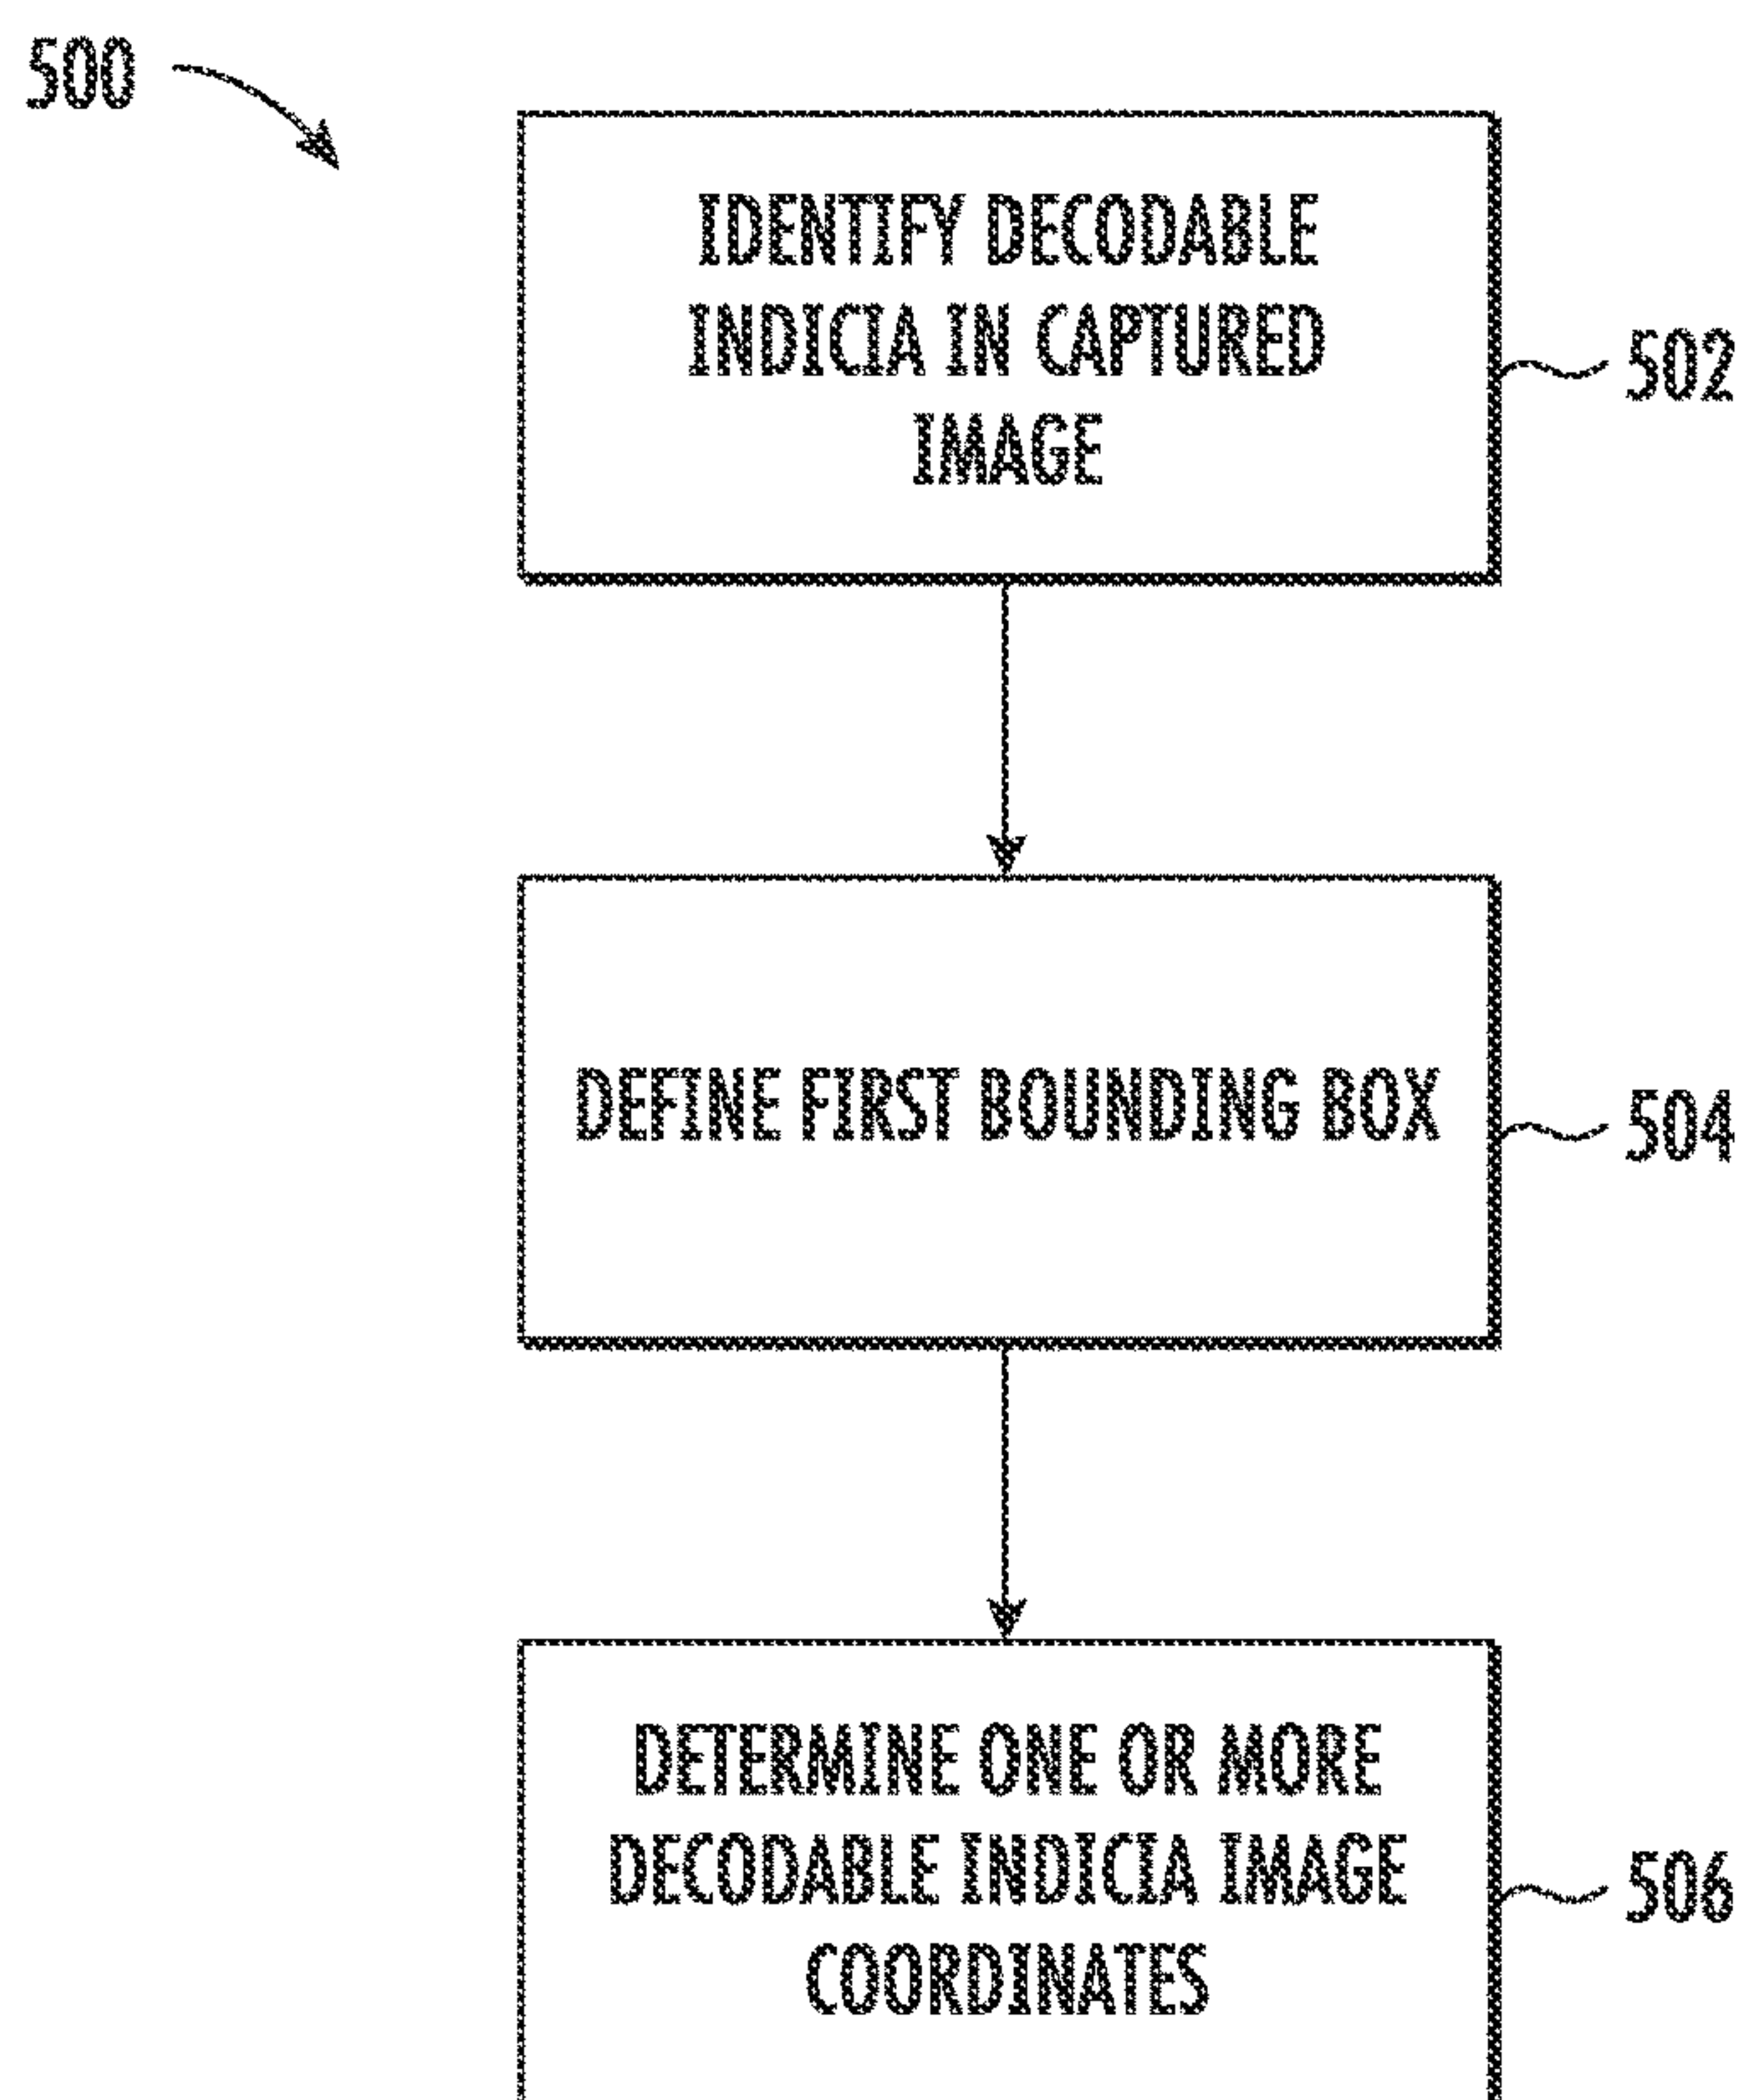 500
IDENTIFY DECODABLE
INDICIA IN CAPTURED
IMAGE
502
DEFINE FIRST BOUNDING BOX
504
DETERMINE ONE OR MORE
DECODABLE INDICIA IMAGE
COORDINATES
506